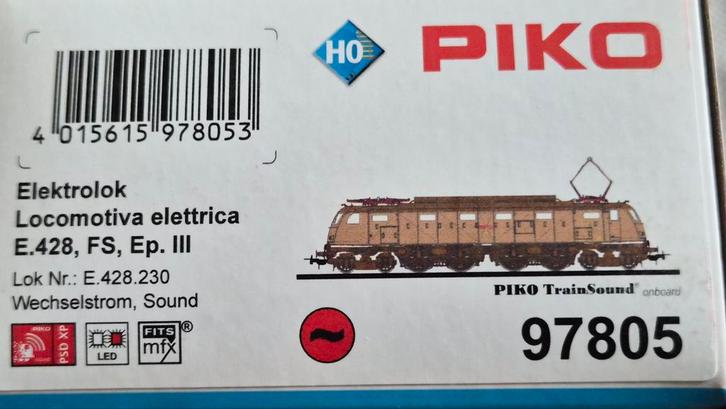 H0
PIKO
4 015615 978053
Elektrolok
Locomotiva elettrica
E.428, FS, Ep. III
Lok Nr.: E.428.230
Wechselstrom, Sound
PIKO TrainSound® onboard
PIKO
PSD XP
LED
FITS
mfx®
97805